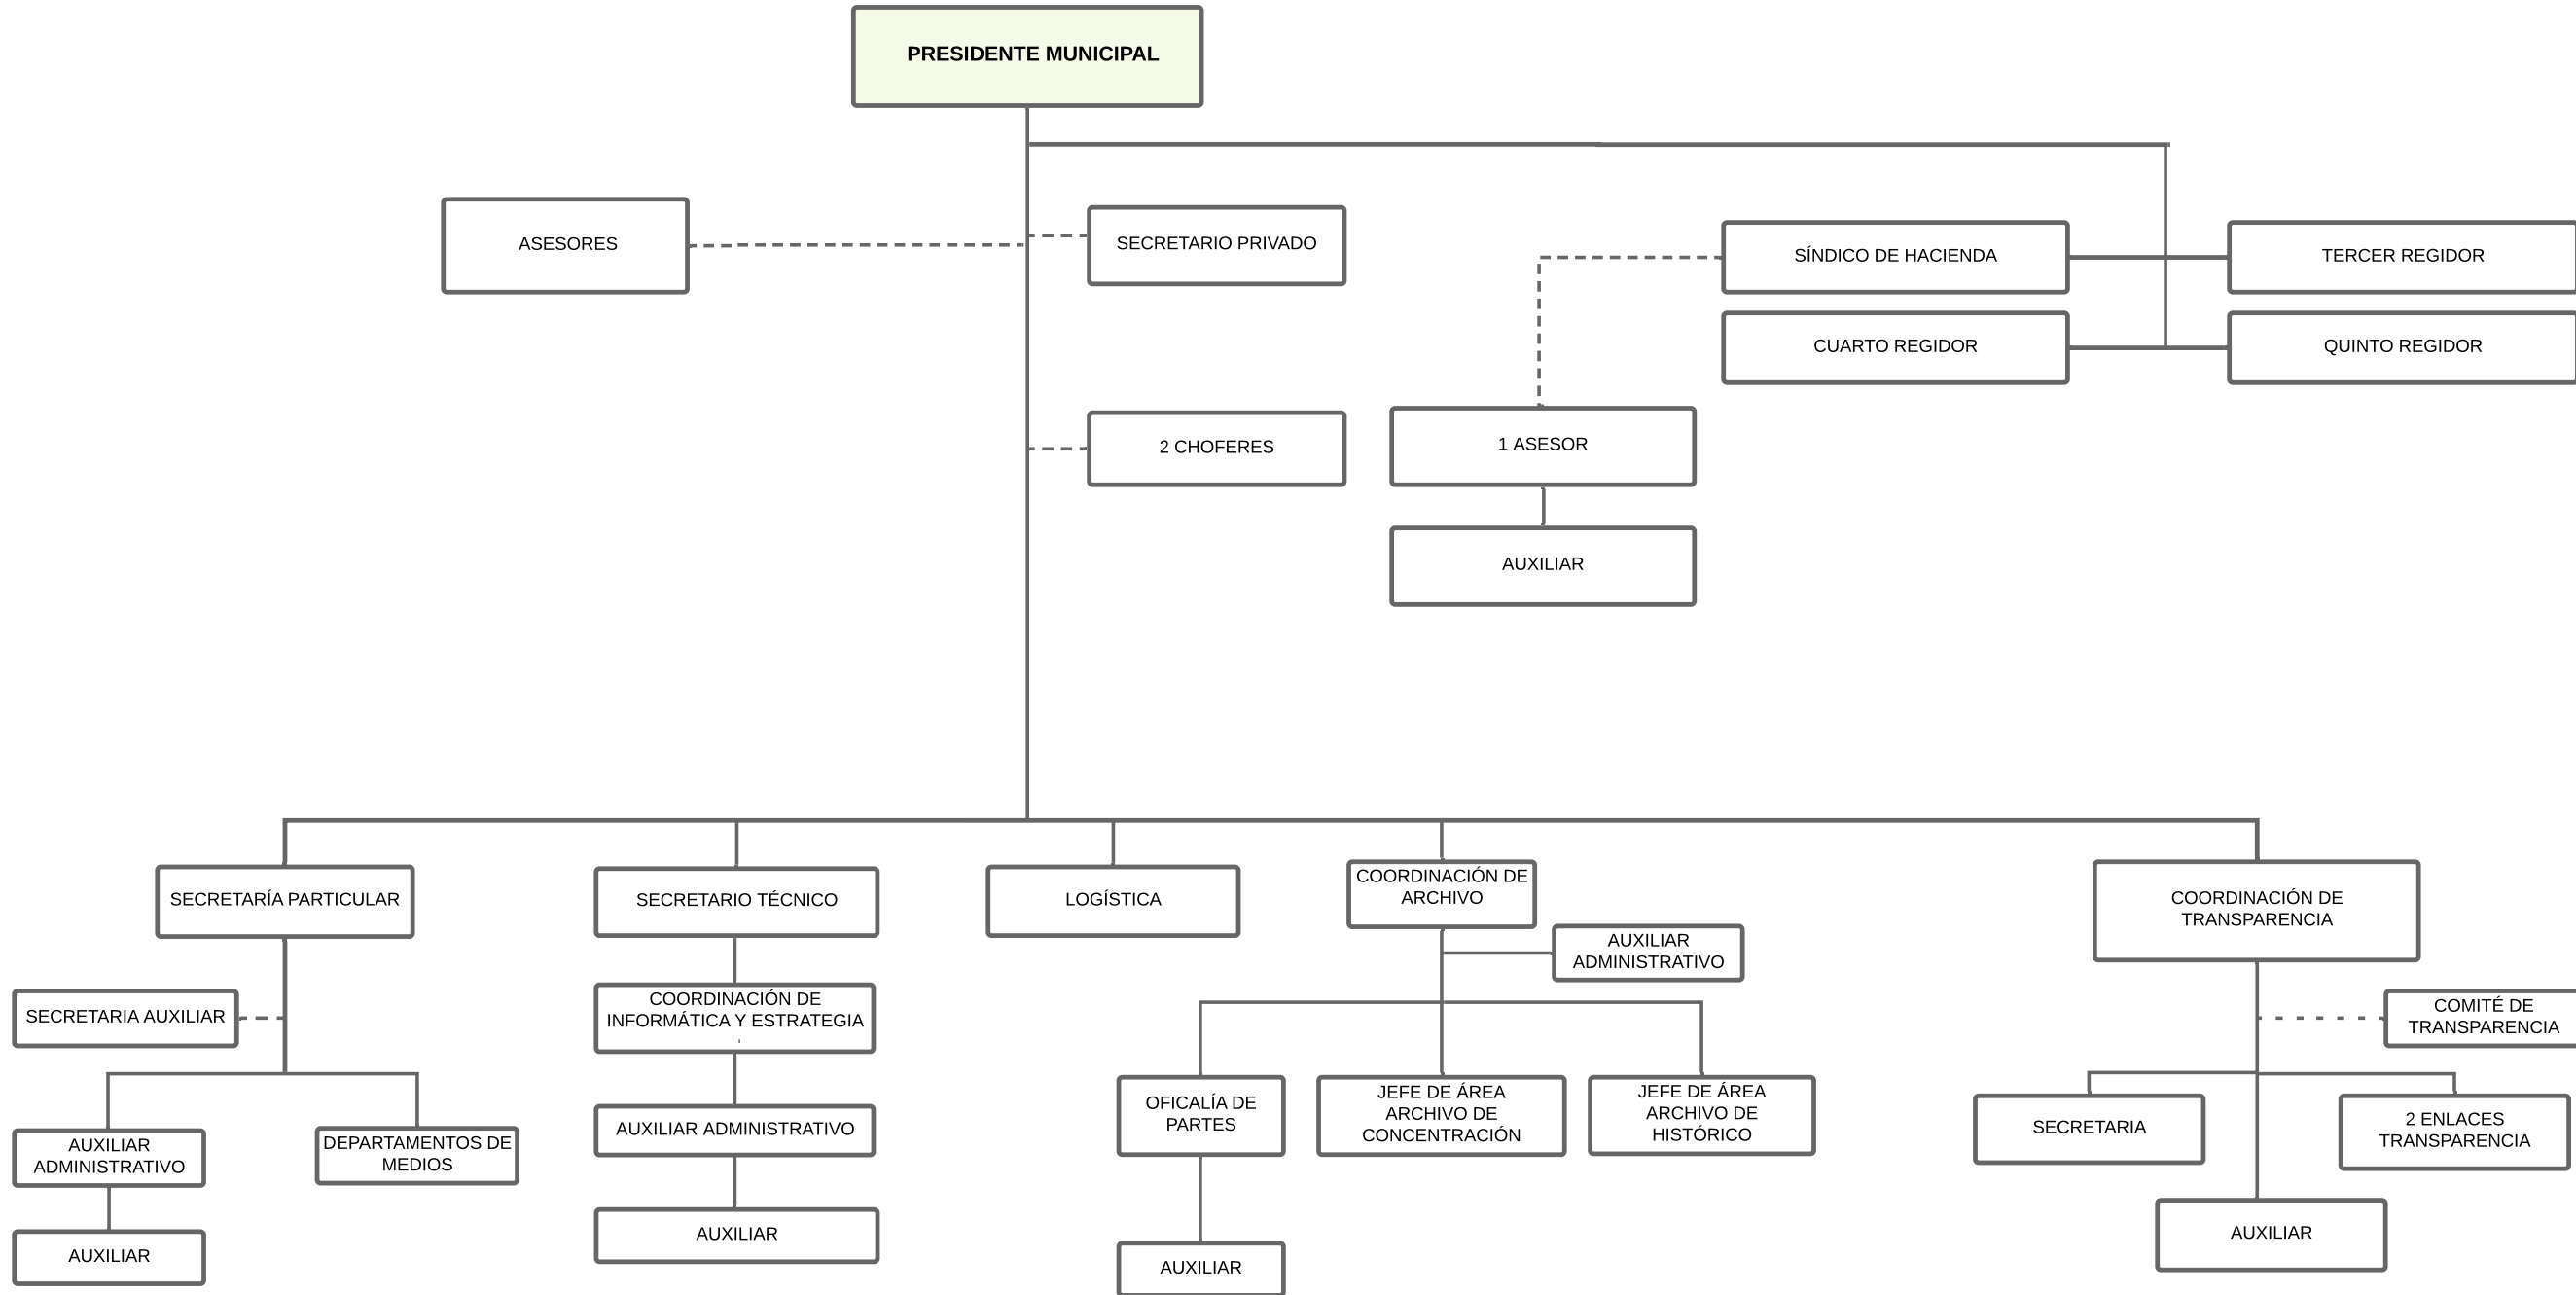 PRESIDENTE MUNICIPAL
ASESORES
SECRETARIO PRIVADO
SÍNDICO DE HACIENDA
TERCER REGIDOR
CUARTO REGIDOR
QUINTO REGIDOR
2 CHOFERES
1 ASESOR
AUXILIAR
SECRETARÍA PARTICULAR
SECRETARIO TÉCNICO
LOGÍSTICA
COORDINACIÓN DE
ARCHIVO
COORDINACIÓN DE
TRANSPARENCIA
AUXILIAR
ADMINISTRATIVO
SECRETARIA AUXILIAR
COORDINACIÓN DE
INFORMÁTICA Y ESTRATEGIA
COMITÉ DE
TRANSPARENCIA
AUXILIAR
ADMINISTRATIVO
DEPARTAMENTOS DE
MEDIOS
AUXILIAR ADMINISTRATIVO
OFICALÍA DE
PARTES
JEFE DE ÁREA
ARCHIVO DE
CONCENTRACIÓN
JEFE DE ÁREA
ARCHIVO DE
HISTÓRICO
SECRETARIA
2 ENLACES
TRANSPARENCIA
AUXILIAR
AUXILIAR
AUXILIAR
AUXILIAR